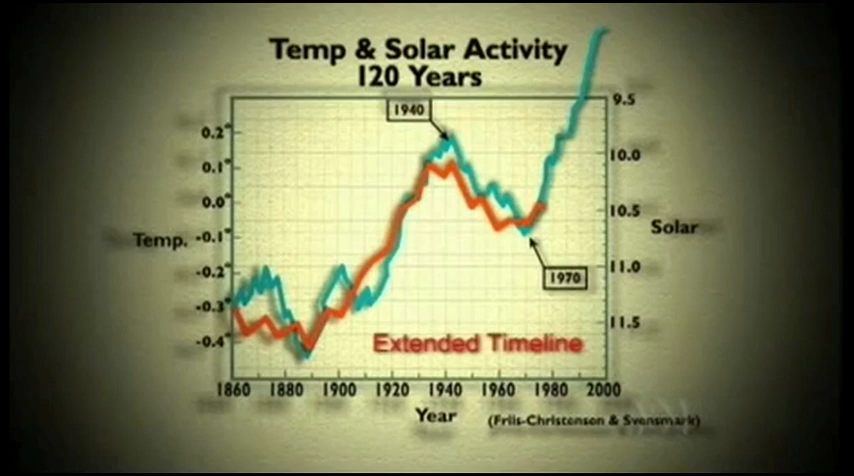 Temp & Solar Activity
120 Years
1940
0.2°
0.1°
0.0°
-0.1°
-0.2°
-0.3°
-0.4°
Temp.
9.5
10.0
10.5
11.0
11.5
Solar
1970
Extended Timeline
1860 1880 1900 1920 1940 1960 1980 2000
Year
(Friis-Christenson & Svensmark)